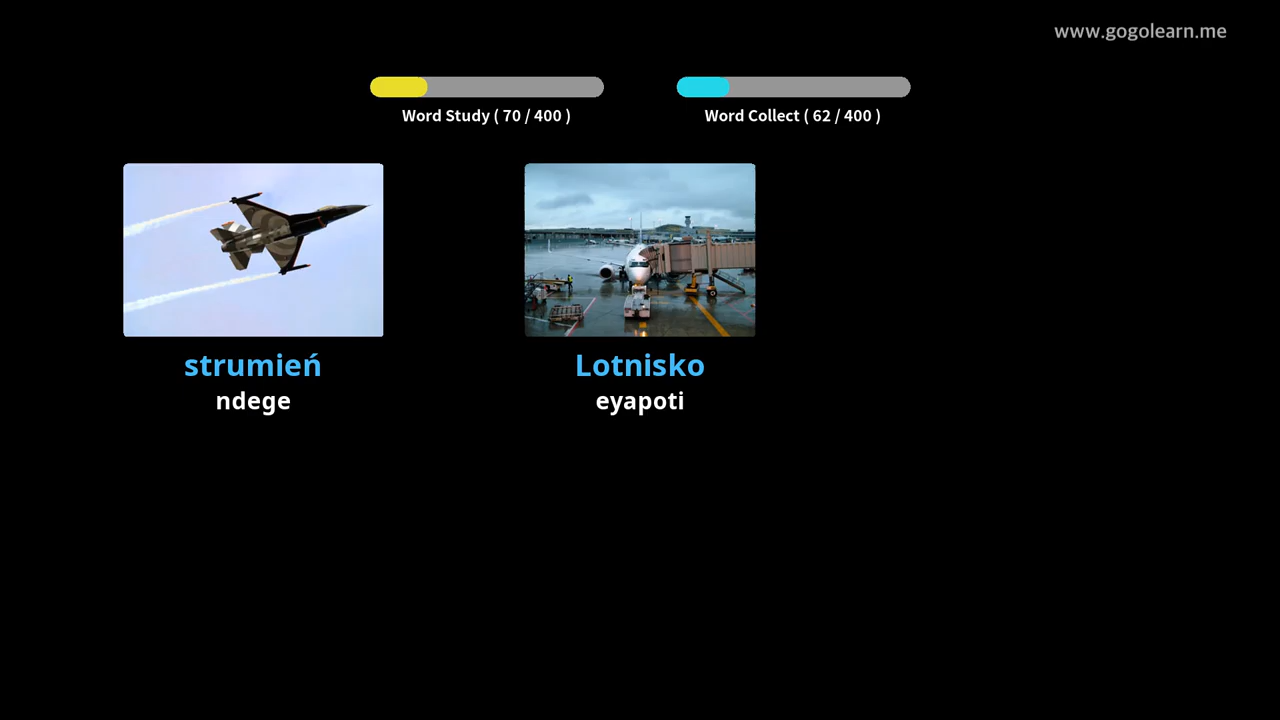 www.gogolearn.me
Word Study ( 70 / 400 )
Word Collect ( 62 / 400 )
strumień
ndege
Lotnisko
eyapoti